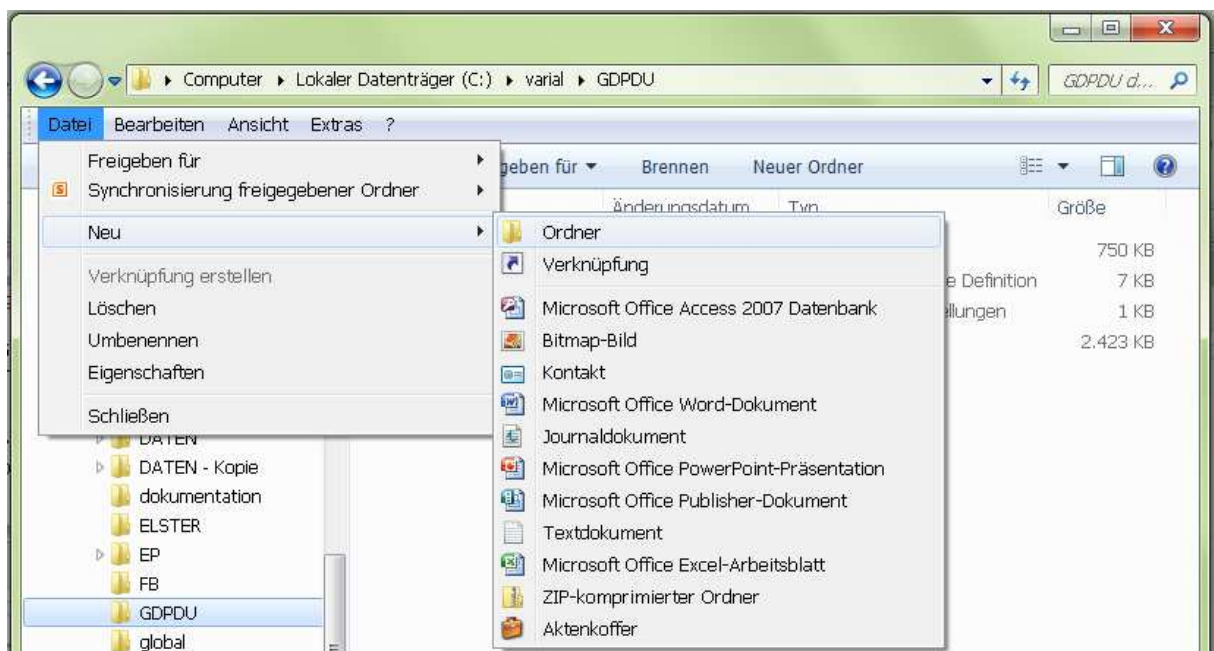 Computer ▸ Lokaler Datenträger (C:) ▸ varial ▸ GDPDU
GDPDU d...
Datei Bearbeiten Ansicht Extras ?
geben für Brennen Neuer Ordner
Freigeben für
Synchronisierung freigegebener Ordner
Neu
Verknüpfung erstellen
Löschen
Umbenennen
Eigenschaften
Schließen
Änderungsdatum Typ Größe
750 KB
e Definition 7 KB
ellungen 1 KB
2.423 KB
Ordner
Verknüpfung
Microsoft Office Access 2007 Datenbank
Bitmap-Bild
Kontakt
Microsoft Office Word-Dokument
Journaldokument
Microsoft Office PowerPoint-Präsentation
Microsoft Office Publisher-Dokument
Textdokument
Microsoft Office Excel-Arbeitsblatt
ZIP-komprimierter Ordner
Aktenkoffer
DATEN
DATEN - Kopie
dokumentation
ELSTER
EP
FB
GDPDU
global